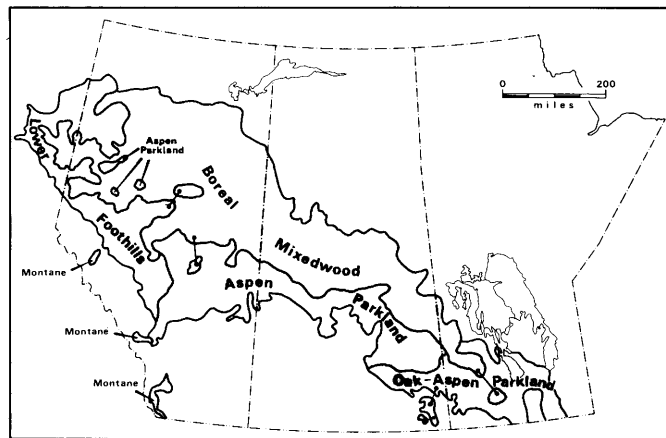 0 200
miles
Lower
Aspen
Parkland
Boreal
Foothills
Montane
Mixedwood
Aspen
Parkland
Montane
Oak-Aspen Parkland
Montane